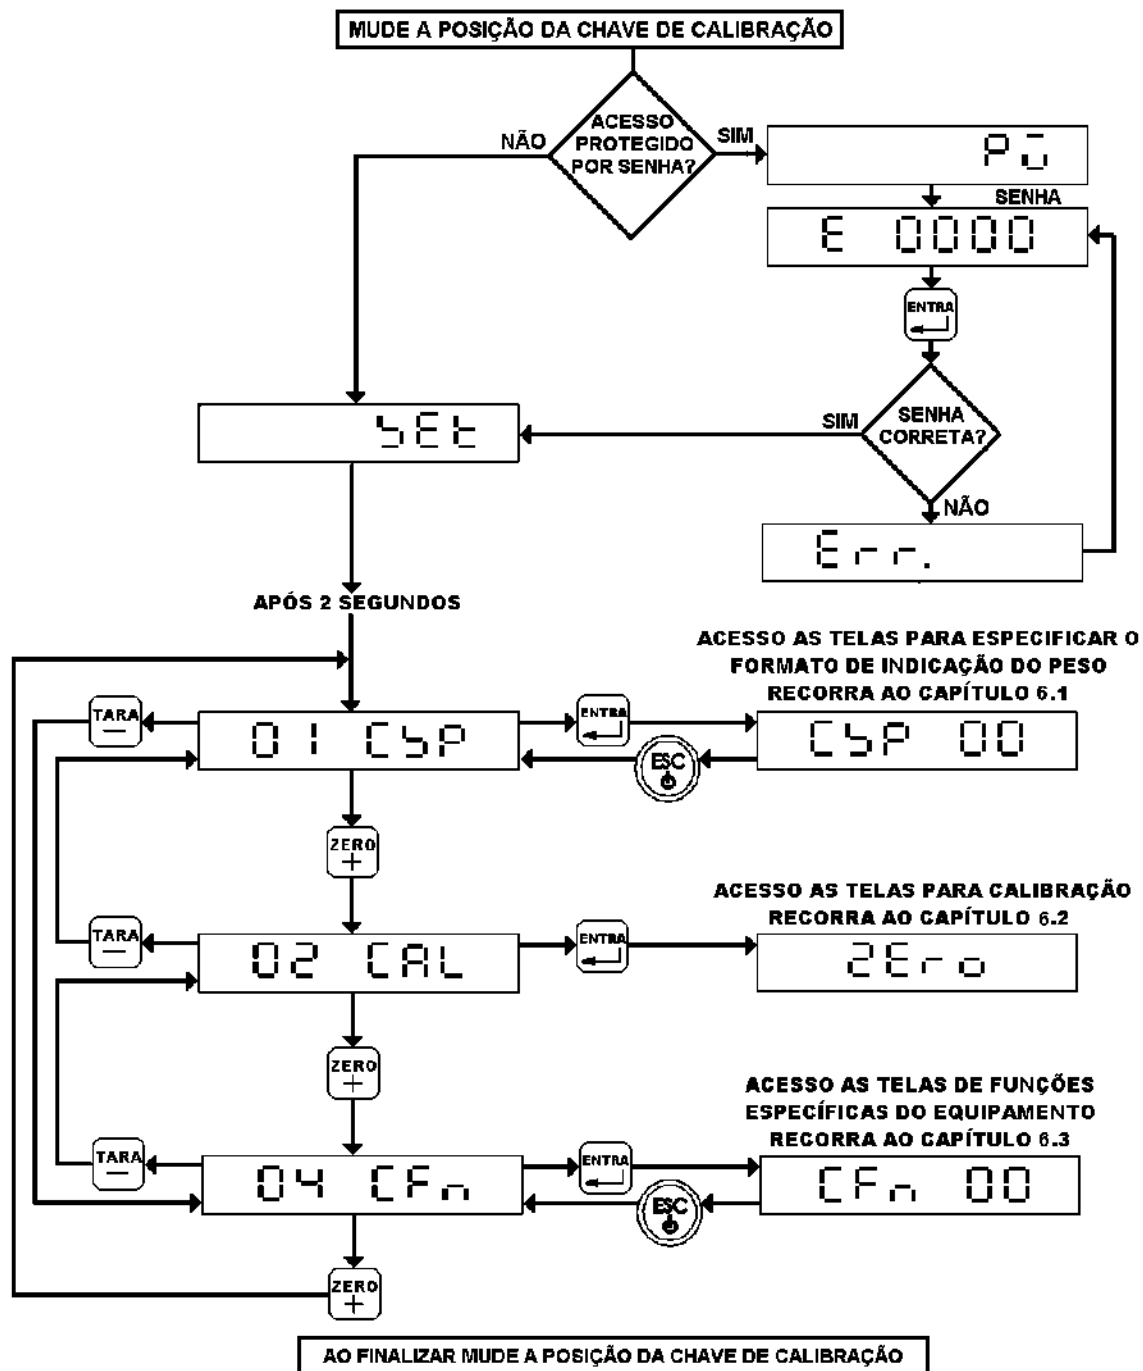 MUDE A POSIÇÃO DA CHAVE DE CALIBRAÇÃO
ACESSO
PROTEGIDO
POR SENHA?
NÃO
SIM
SENHA
E 0000
ENTRA
SENHA
CORRETA?
SIM
NÃO
Err.
SEt
APÓS 2 SEGUNDOS
ACESSO AS TELAS PARA ESPECIFICAR O
FORMATO DE INDICAÇÃO DO PESO
RECORRA AO CAPÍTULO 6.1
TARA
−
01 CSP
ENTRA
ESC
CSP 00
ZERO
+
ACESSO AS TELAS PARA CALIBRAÇÃO
RECORRA AO CAPÍTULO 6.2
TARA
−
02 CAL
ENTRA
2Ero
ZERO
+
ACESSO AS TELAS DE FUNÇÕES
ESPECÍFICAS DO EQUIPAMENTO
RECORRA AO CAPÍTULO 6.3
TARA
−
04 CFn
ENTRA
ESC
CFn 00
ZERO
+
AO FINALIZAR MUDE A POSIÇÃO DA CHAVE DE CALIBRAÇÃO